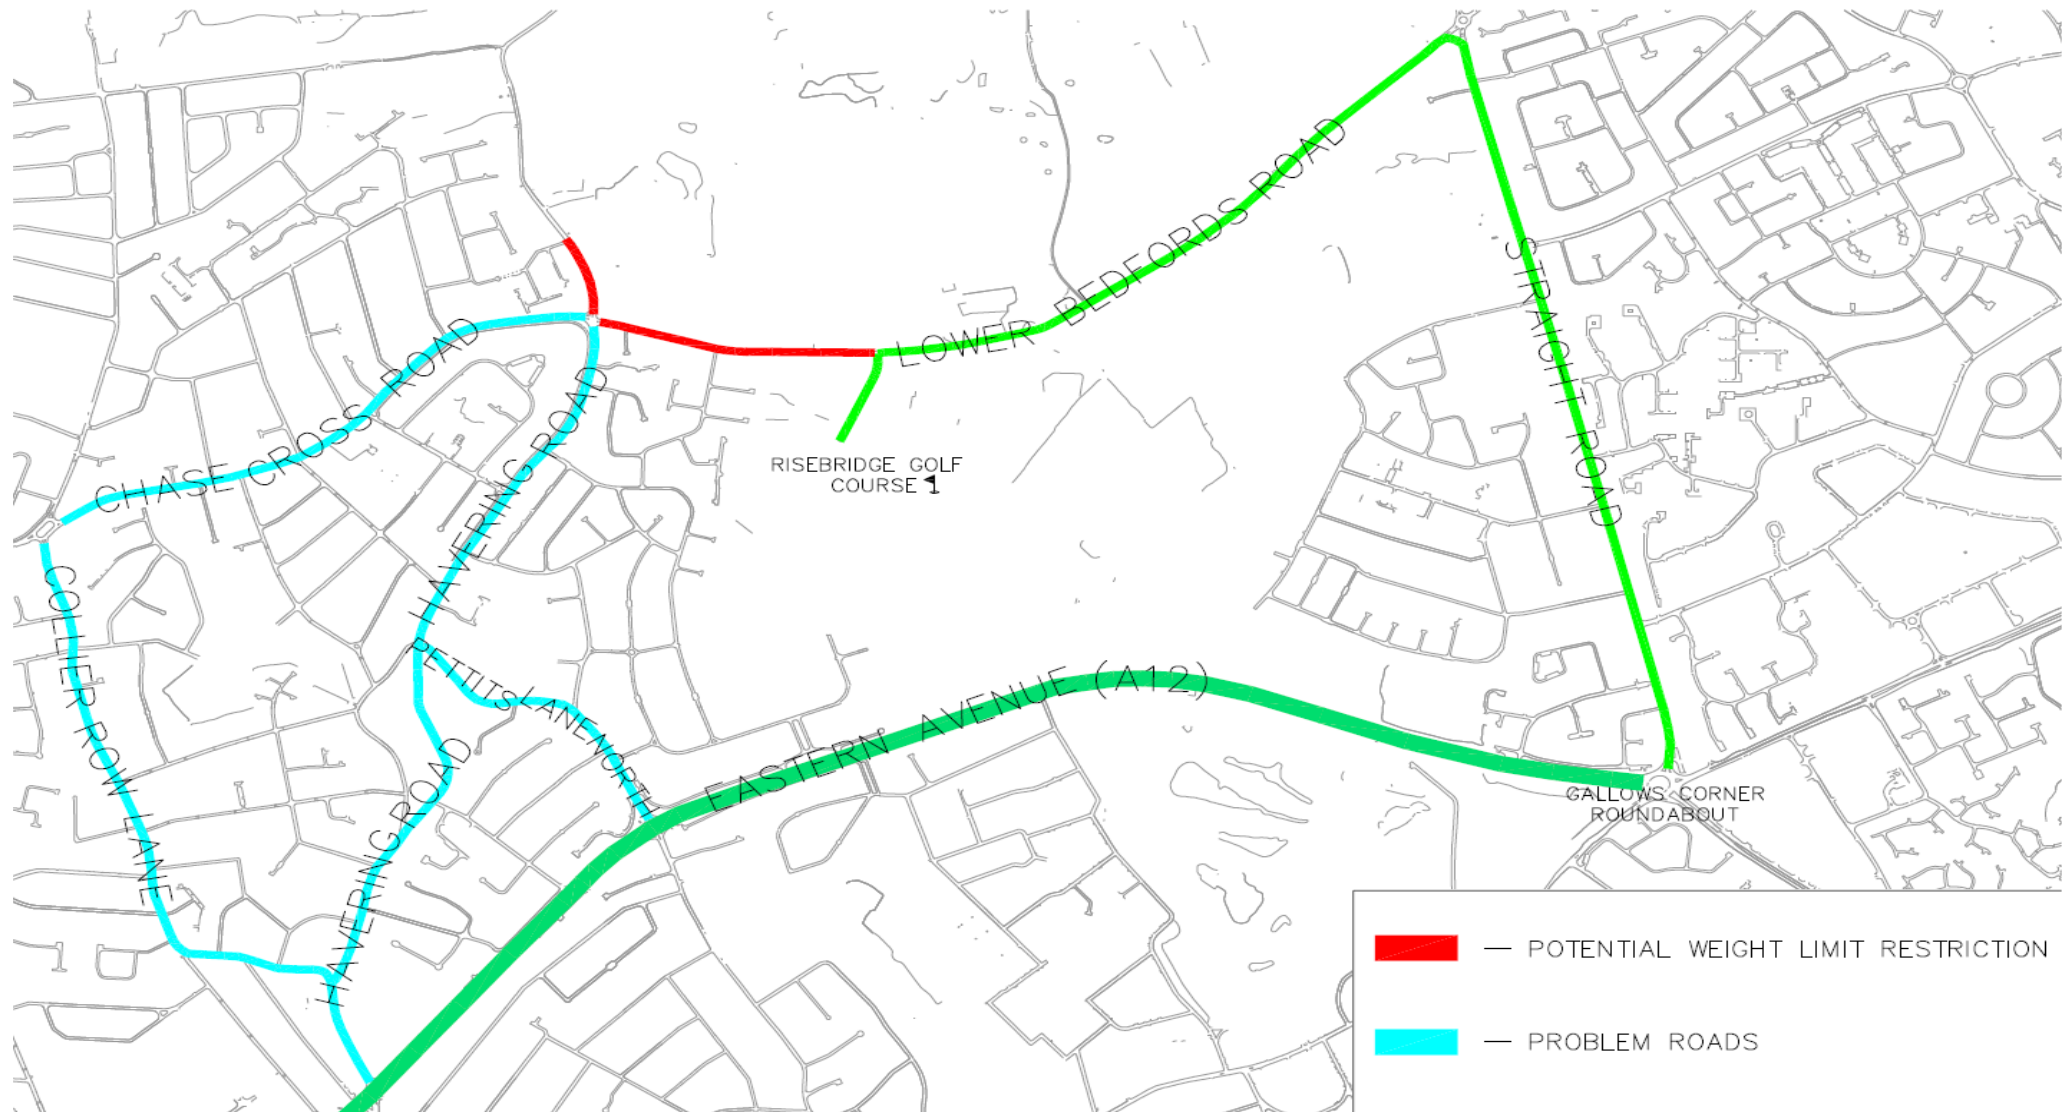 LOWER BEDFORDS ROAD
STRAIGHT ROAD
CHASE CROSS ROAD
HAVERING ROAD
RISEBRIDGE GOLF
COURSE
COLLIER ROW LANE
PETTITS LANE NORTH
EASTERN AVENUE (A12)
HAVERING ROAD
GALLOWS CORNER
ROUNDABOUT
— POTENTIAL WEIGHT LIMIT RESTRICTION
— PROBLEM ROADS